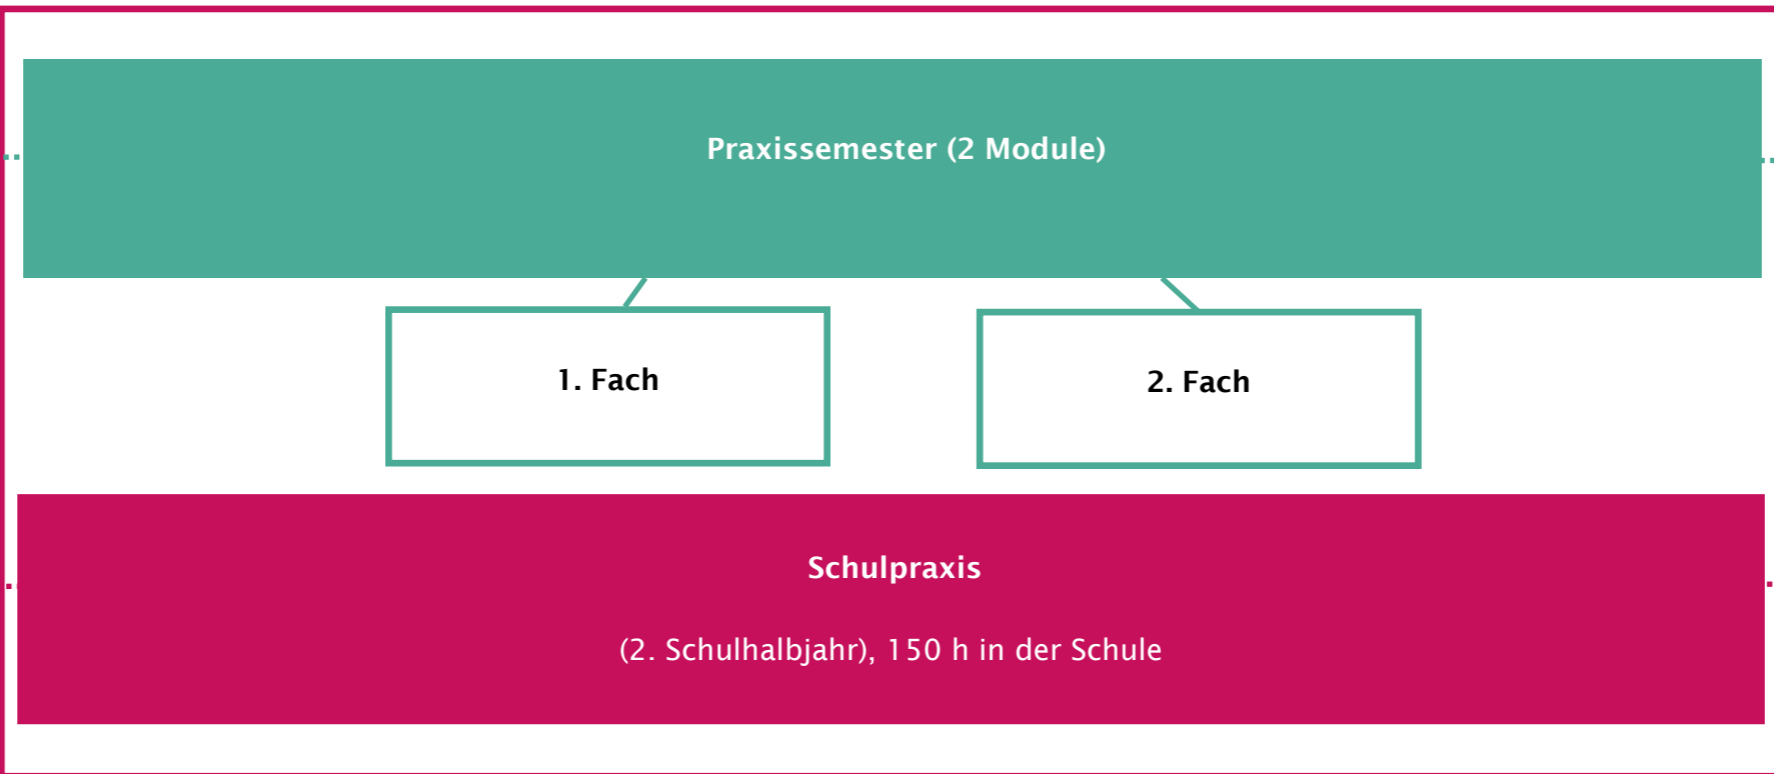 Praxissemester (2 Module)
1. Fach
2. Fach
Schulpraxis
(2. Schulhalbjahr), 150 h in der Schule